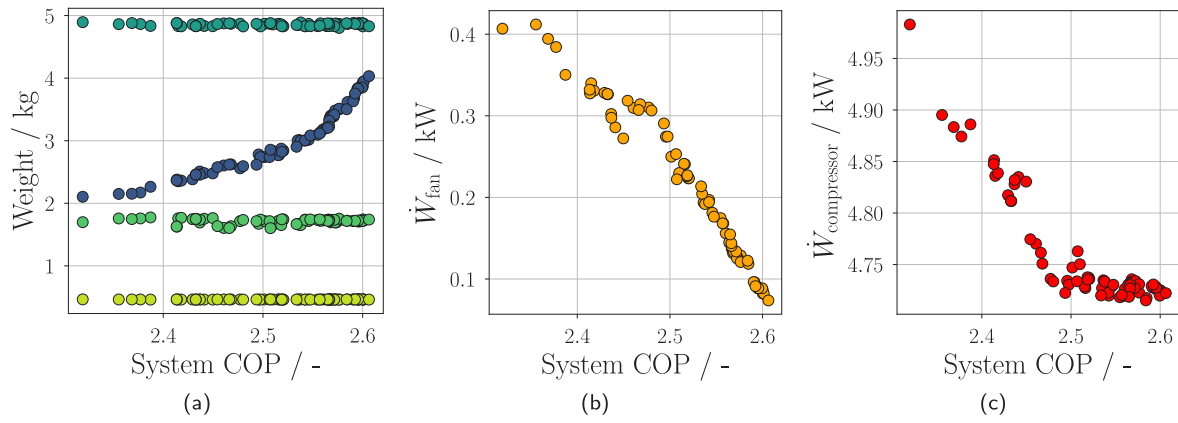 5
4
3
2
1
Weight / kg
2.4
2.5
2.6
System COP / -
(a)
0.4
0.3
0.2
0.1
Ẇfan / kW
2.4
2.5
2.6
System COP / -
(b)
4.95
4.90
4.85
4.80
4.75
Ẇcompressor / kW
2.4
2.5
2.6
System COP / -
(c)